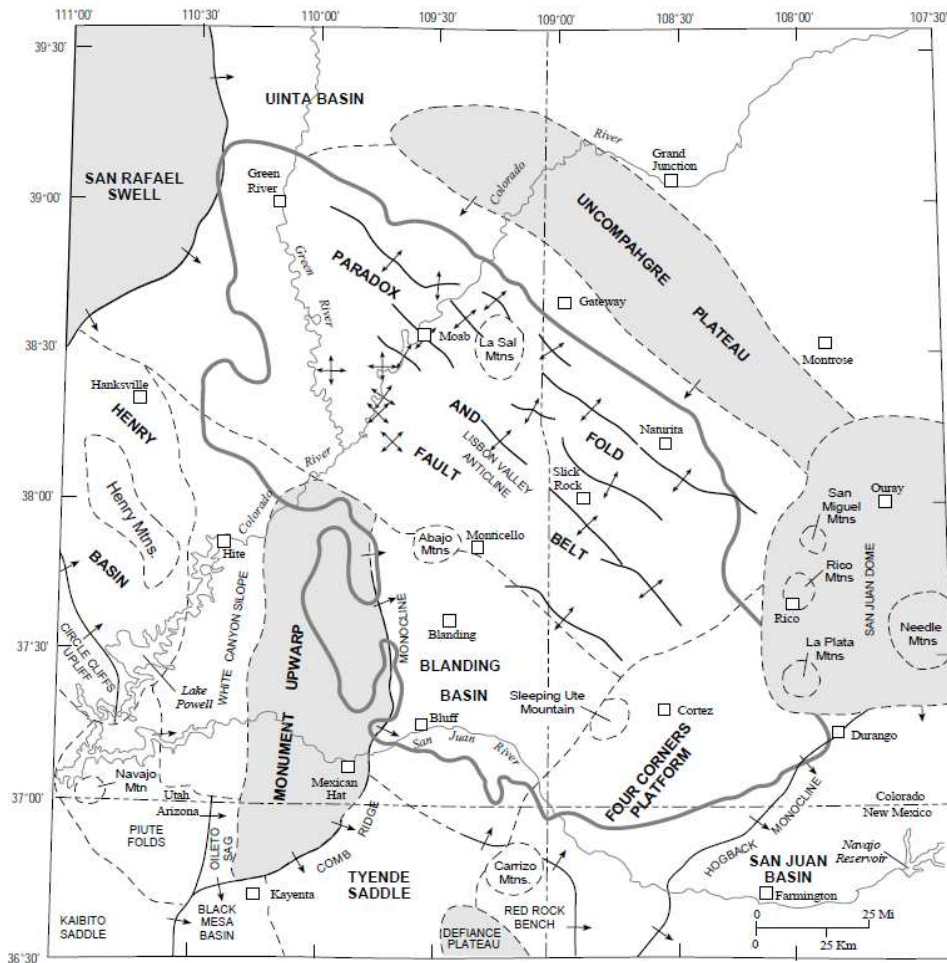 111°00'
110°30'
110°00'
109°30'
109°00'
108°30'
108°00'
107°30'
39°30'
39°00'
38°30'
38°00'
37°30'
37°00'
36°30'
UINTA BASIN
SAN RAFAEL
SWELL
Green
River
Green
River
Colorado
River
Grand
Junction
UNCOMPAHGRE
PLATEAU
PARADOX
Gateway
Moab
La Sal
Mtns
Montrose
Hanksville
HENRY
BASIN
Henry Mtns.
AND
FAULT
LISBON VALLEY
ANTICLINE
FOLD
BELT
Naturita
Slick
Rock
San
Miguel
Mtns
Ouray
Colorado
River
Hite
Abajo
Mtns
Monticello
Rico
Mtns
Rico
SAN JUAN DOME
Needle
Mtns
La Plata
Mtns
WHITE CANYON SlLOPE
MONOCLINE
Blanding
BLANDING
BASIN
CIRCLE CLIFFS
UPLIFF
Lake
Powell
MONUMENT
UPWARP
Sleeping Ute
Mountain
Cortez
Bluff
San Juan River
Durango
FOUR CORNERS
PLATFORM
Navajo
Mtn
Mexican
Hat
Utah
Arizona
Colorado
New Mexico
PIUTE
FOLDS
OILETO
SAG
COMB
RIDGE
HOGBACK
MONOCLINE
Navajo
Reservoir
TYENDE
SADDLE
Carrizo
Mtns.
SAN JUAN
BASIN
Farmington
Kayenta
KAIBITO
SADDLE
BLACK
MESA
BASIN
DEFIANCE
PLATEAU
RED ROCK
BENCH
0 25 Mi
0 25 Km